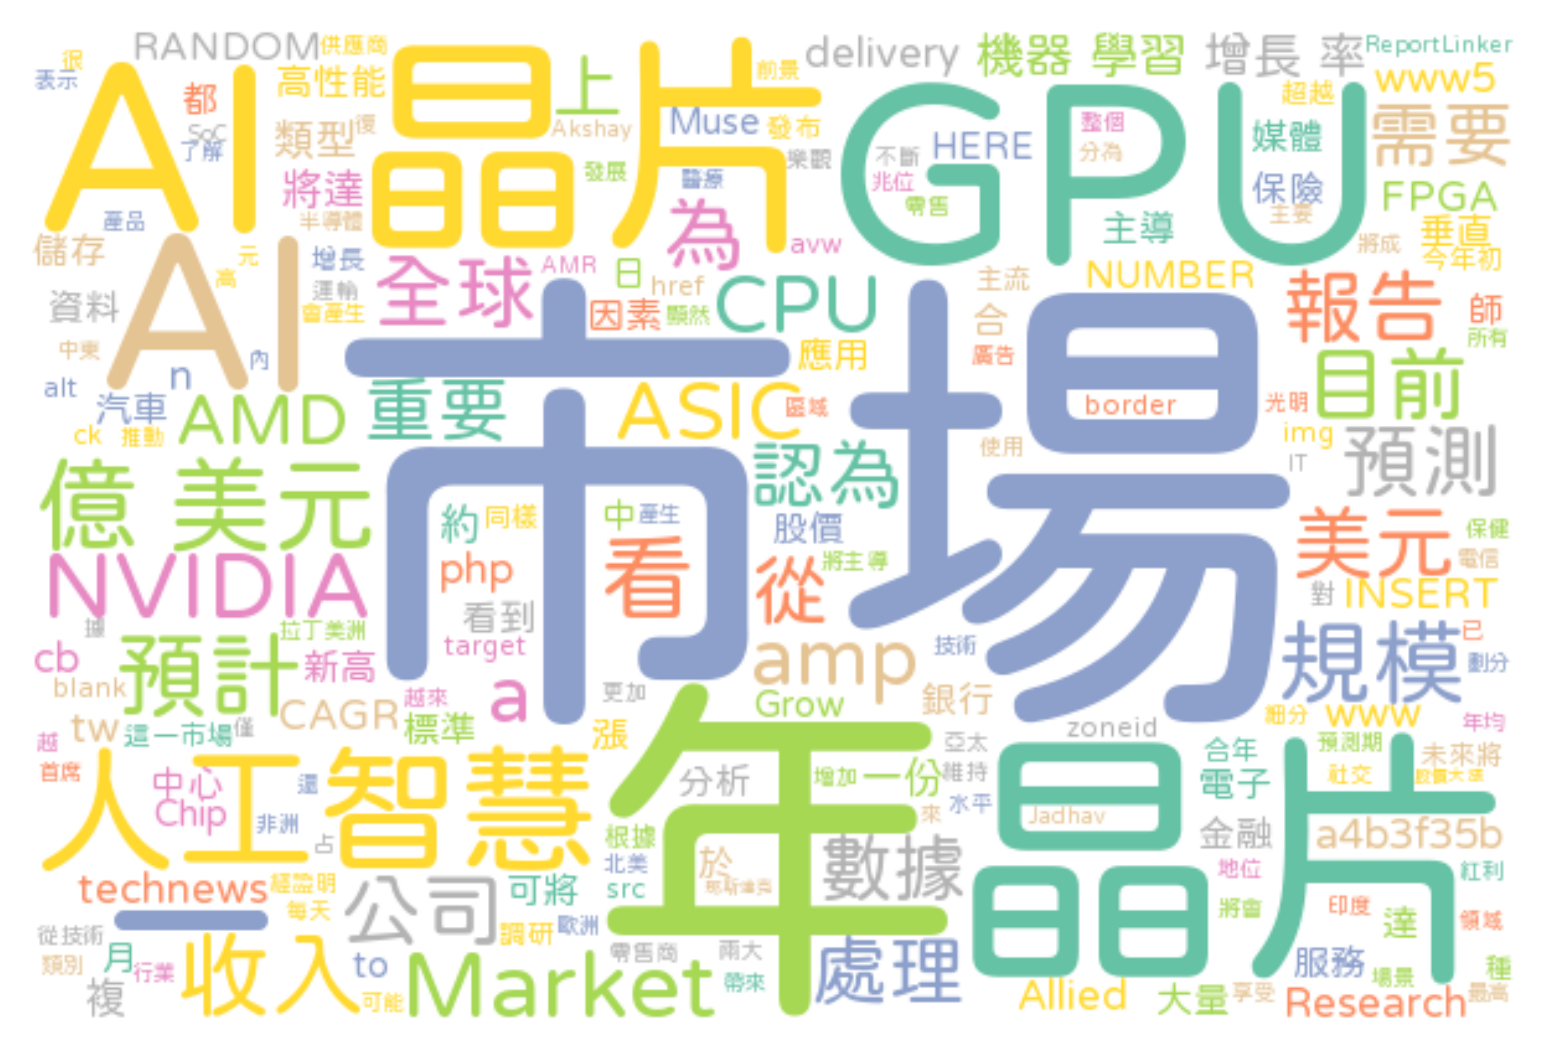 RANDOM 供應商
delivery 機器 學習 增長 率 ReportLinker
很
表示
AI 晶片
都
高性能
上
前景
GPU
超越
www5
SoC
了解
類型
復
Akshay
Muse
發布
HERE
整個
分為
媒體
需要
將達
發展
醫療
樂觀
不斷
兆位
零售
保險
主要
FPGA
產品
半導體
為
avw
主導
將成
垂直
今年初
儲存
元
高
AI
增長
運輸
會產生
全球
AMR
日
href
CPU
主流
NUMBER
報告
師
所有
資料
因素
顯然
合
中東
內
市場
應用
廣告
目前
alt
n
汽車
AMD
重要
ASIC
區域
border
光明
ck
推動
使用
img
IT
預測
億 美元
認為
約
同樣
中
產生
股價
美元
保健
電信
NVIDIA
php
看
從
將主導
對
INSERT
據
拉丁美洲
看到
target
amp
技術
規模
已
劃分
cb
預計
新高
blank
越來
a
更加
Grow
銀行
細分
www
年均
tw
這一市場
僅
CAGR
標準
漲
zoneid
越
首席
人工智慧
中心
Chip
還
非洲
占
年
分析
增加
一份
亞太
維持
水平
來
晶片
合年
電子
預測期
社交
未來將
Jadhav
金融
a4b3f35b
根據
北美
src
於
數據
地位
紅利
technews
經證明
每天
公司
可將
將會
印度
達
領域
一
從技術
類別
月
行業
收入
to
調研
歐洲
零售商
兩大
帶來
處理
服務
場景
種
複
可能
Market
Allied
大量
享受
Research
最高